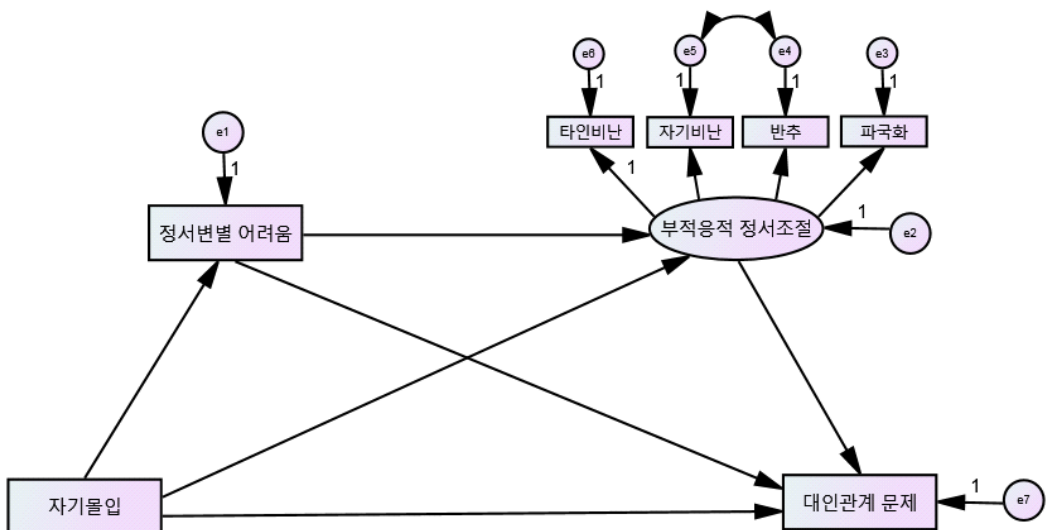 e6
e5
e4
e3
1
1
1
1
타인비난
자기비난
반추
파국화
e1
1
1
정서변별 어려움
부적응적 정서조절
1
e2
자기몰입
대인관계 문제
1
e7